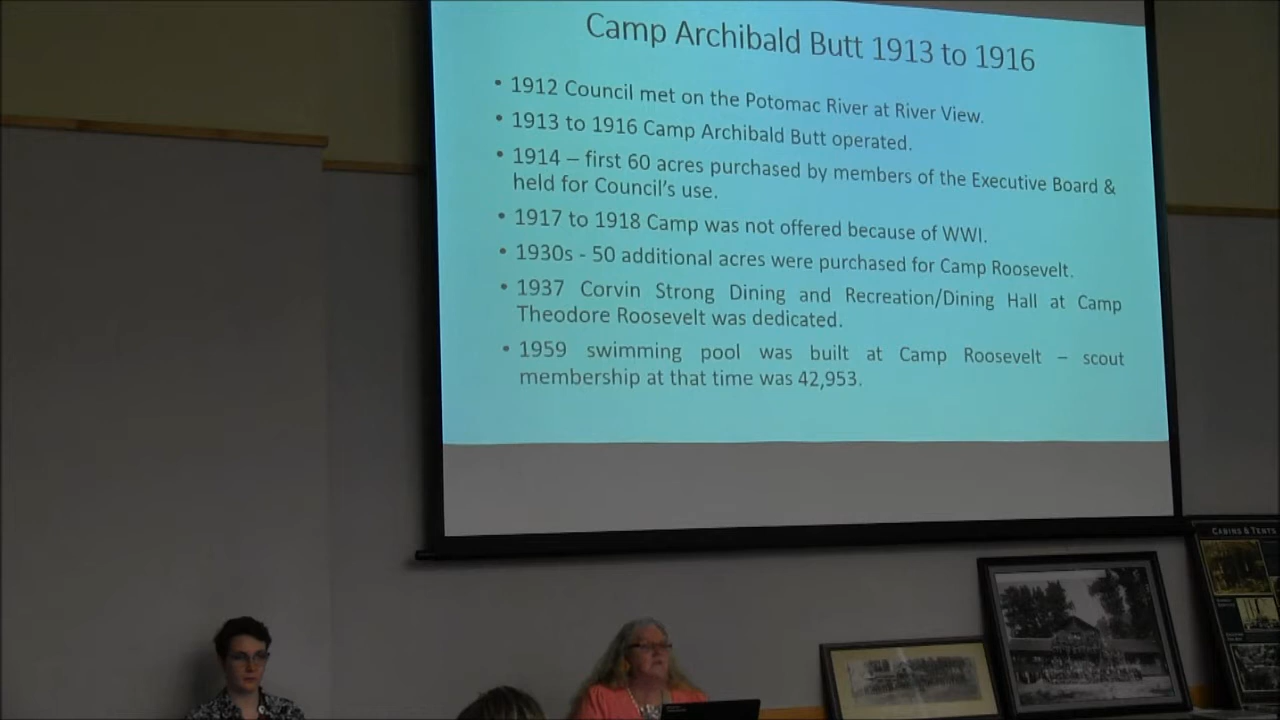 Camp Archibald Butt 1913 to 1916
• 1912 Council met on the Potomac River at River View.
• 1913 to 1916 Camp Archibald Butt operated.
• 1914 – first 60 acres purchased by members of the Executive Board &
held for Council's use.
• 1917 to 1918 Camp was not offered because of WWI.
• 1930s - 50 additional acres were purchased for Camp Roosevelt.
• 1937 Corvin Strong Dining and Recreation/Dining Hall at Camp
Theodore Roosevelt was dedicated.
• 1959 swimming pool was built at Camp Roosevelt – scout
membership at that time was 42,953.
CABINS & TENTS